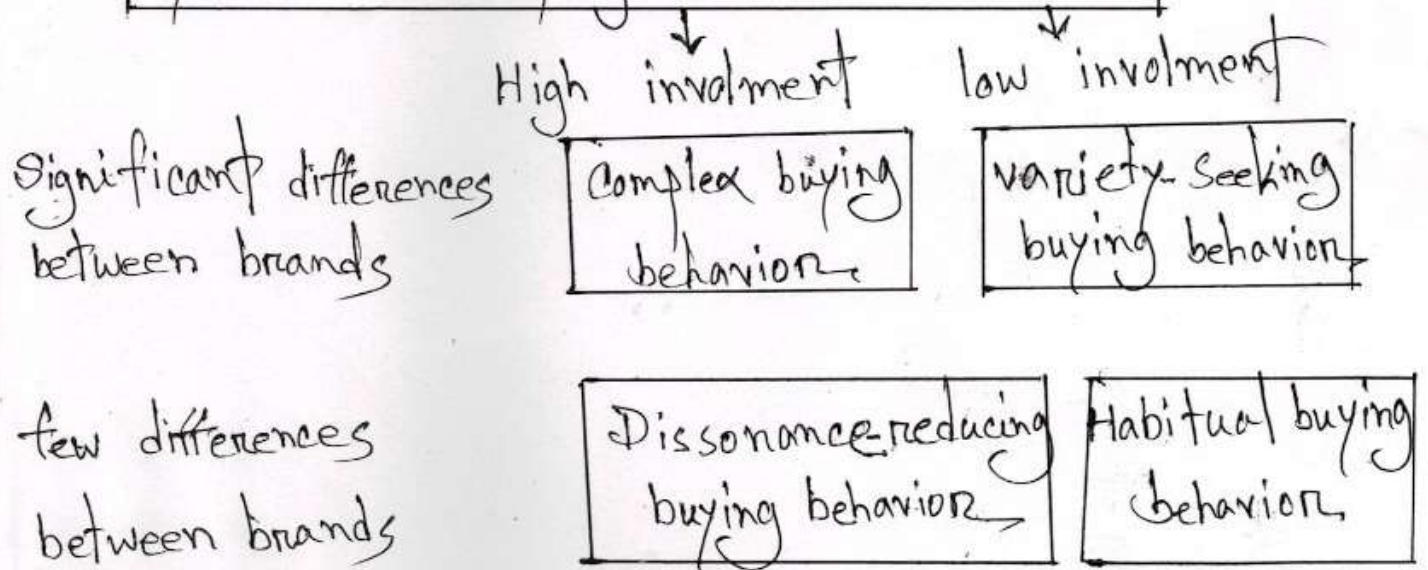 High involment low involment
Significant differences
between brands
Complex buying
behavior
variety-seeking
buying behavior
few differences
between brands
Dissonance-reducing
buying behavior
Habitual buying
behavior